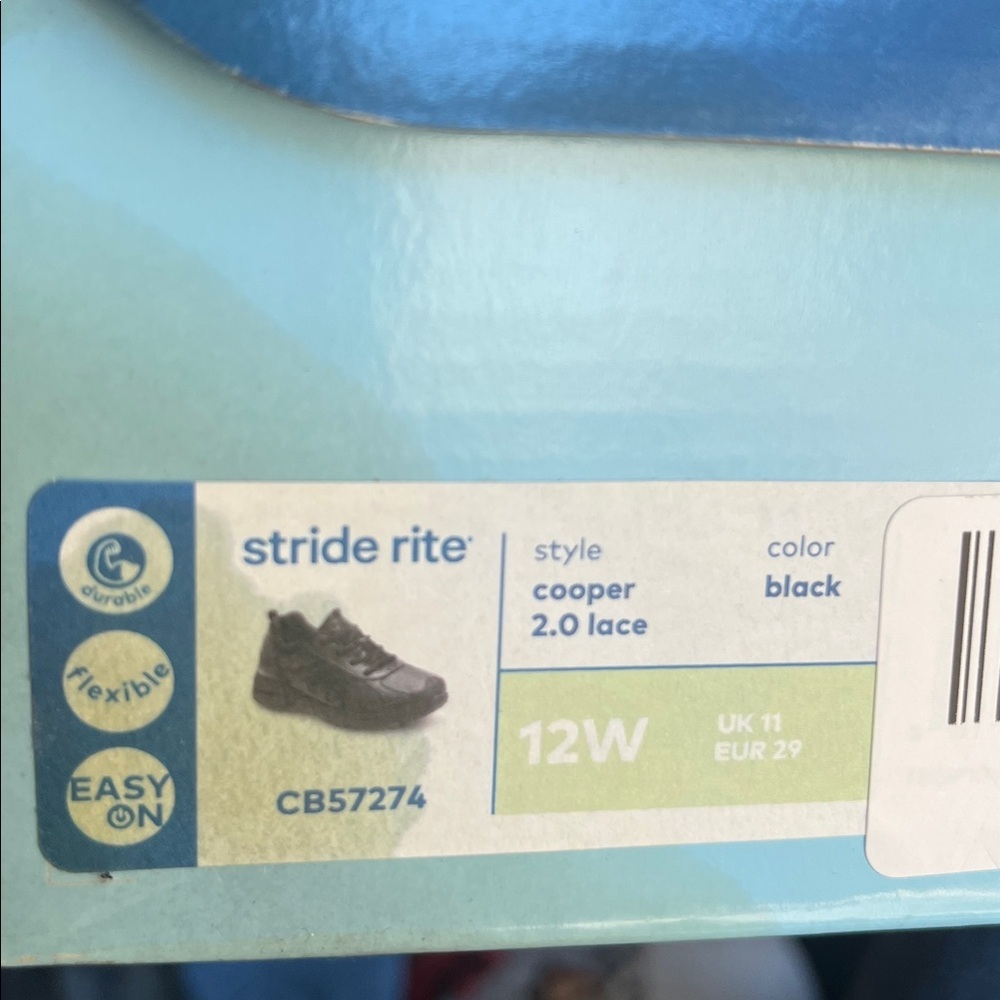 durable
flexible
EASY
ON
stride rite
CB57274
style
cooper
2.0 lace
color
black
12W
UK 11
EUR 29